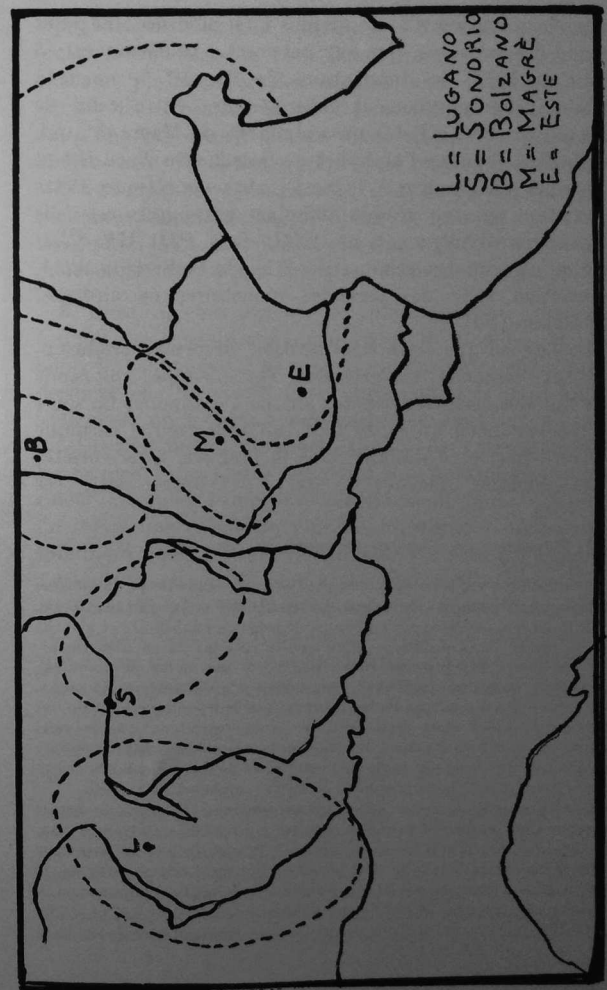 L= LUGANO
S= SONDRIO
B= BOLZANO
M= MAGRÈ
E= ESTE
B
M
E
S
L